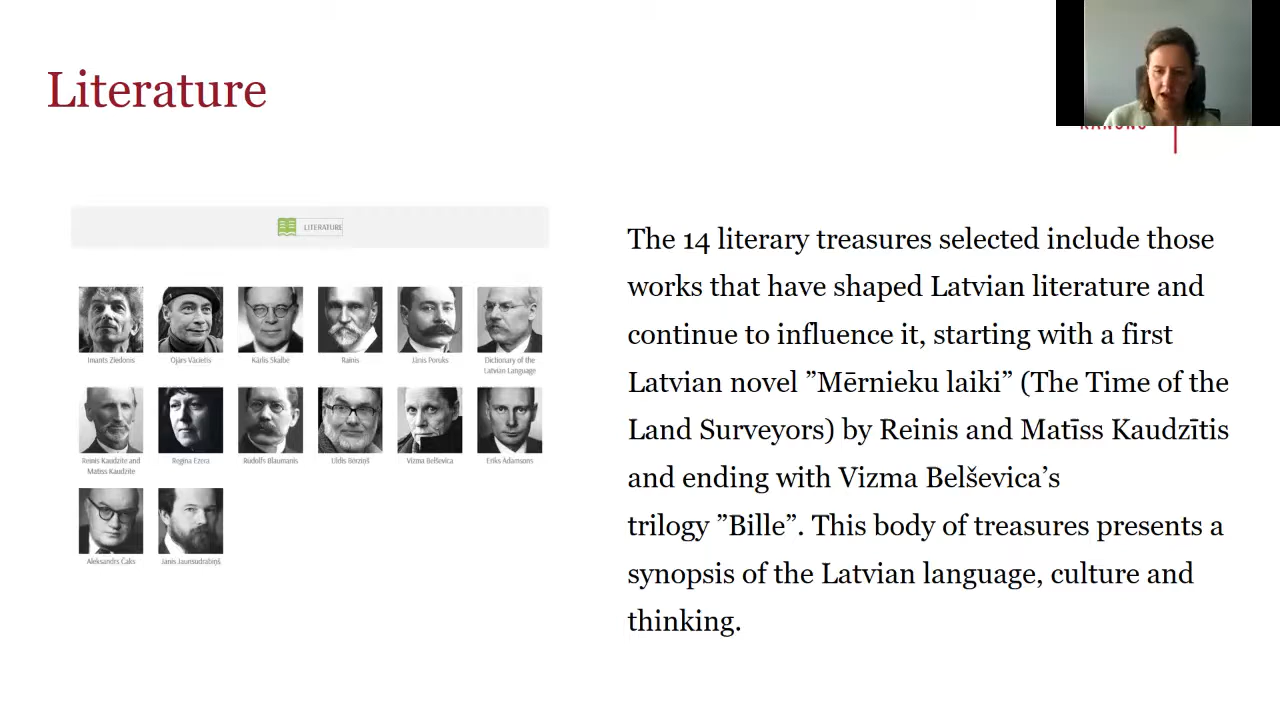 Literature
KANONS
LITERATURE
Imants Ziedonis
Ojārs Vācietis
Kārlis Skalbe
Rainis
Jānis Poruks
Dictionary of the
Latvian Language
Reinis Kaudzīte and
Matīss Kaudzīte
Regīna Ezera
Rūdolfs Blaumanis
Uldis Bērziņš
Vizma Belševica
Ēriks Ādamsons
Aleksandrs Čaks
Jānis Jaunsudrabiņš
The 14 literary treasures selected include those
works that have shaped Latvian literature and
continue to influence it, starting with a first
Latvian novel ”Mērnieku laiki” (The Time of the
Land Surveyors) by Reinis and Matīss Kaudzītis
and ending with Vizma Belševica’s
trilogy ”Bille”. This body of treasures presents a
synopsis of the Latvian language, culture and
thinking.